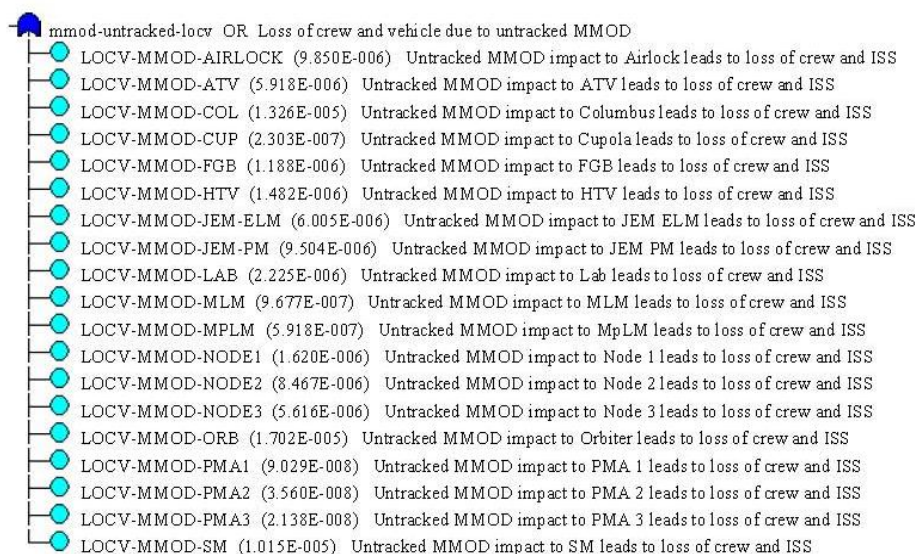 mmod-untracked-locv OR Loss of crew and vehicle due to untracked MMOD
LOCV-MMOD-AIRLOCK (9.850E-006) Untracked MMOD impact to Airlock leads to loss of crew and ISS
LOCV-MMOD-ATV (5.918E-006) Untracked MMOD impact to ATV leads to loss of crew and ISS
LOCV-MMOD-COL (1.326E-005) Untracked MMOD impact to Columbus leads to loss of crew and ISS
LOCV-MMOD-CUP (2.303E-007) Untracked MMOD impact to Cupola leads to loss of crew and ISS
LOCV-MMOD-FGB (1.188E-006) Untracked MMOD impact to FGB leads to loss of crew and ISS
LOCV-MMOD-HTV (1.482E-006) Untracked MMOD impact to HTV leads to loss of crew and ISS
LOCV-MMOD-JEM-ELM (6.005E-006) Untracked MMOD impact to JEM ELM leads to loss of crew and ISS
LOCV-MMOD-JEM-PM (9.504E-006) Untracked MMOD impact to JEM PM leads to loss of crew and ISS
LOCV-MMOD-LAB (2.225E-006) Untracked MMOD impact to Lab leads to loss of crew and ISS
LOCV-MMOD-MLM (9.677E-007) Untracked MMOD impact to MLM leads to loss of crew and ISS
LOCV-MMOD-MPLM (5.918E-007) Untracked MMOD impact to MpLM leads to loss of crew and ISS
LOCV-MMOD-NODE1 (1.620E-006) Untracked MMOD impact to Node 1 leads to loss of crew and ISS
LOCV-MMOD-NODE2 (8.467E-006) Untracked MMOD impact to Node 2 leads to loss of crew and ISS
LOCV-MMOD-NODE3 (5.616E-006) Untracked MMOD impact to Node 3 leads to loss of crew and ISS
LOCV-MMOD-ORB (1.702E-005) Untracked MMOD impact to Orbiter leads to loss of crew and ISS
LOCV-MMOD-PMA1 (9.029E-008) Untracked MMOD impact to PMA 1 leads to loss of crew and ISS
LOCV-MMOD-PMA2 (3.560E-008) Untracked MMOD impact to PMA 2 leads to loss of crew and ISS
LOCV-MMOD-PMA3 (2.138E-008) Untracked MMOD impact to PMA 3 leads to loss of crew and ISS
LOCV-MMOD-SM (1.015E-005) Untracked MMOD impact to SM leads to loss of crew and ISS